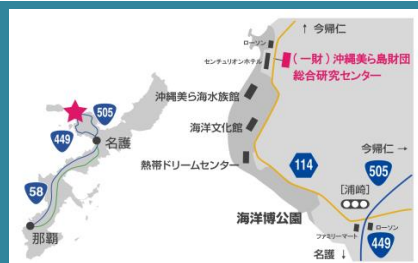 505
449
名護
58
那覇
↑ 今帰仁
ローソン
センチュリオンホテル
(一財)沖縄美ら島財団
総合研究センター
沖縄美ら海水族館
海洋文化館
熱帯ドリームセンター
114
今帰仁 →
505
[浦崎]
海洋博公園
ファミリーマート
ローソン
449
名護 ↓